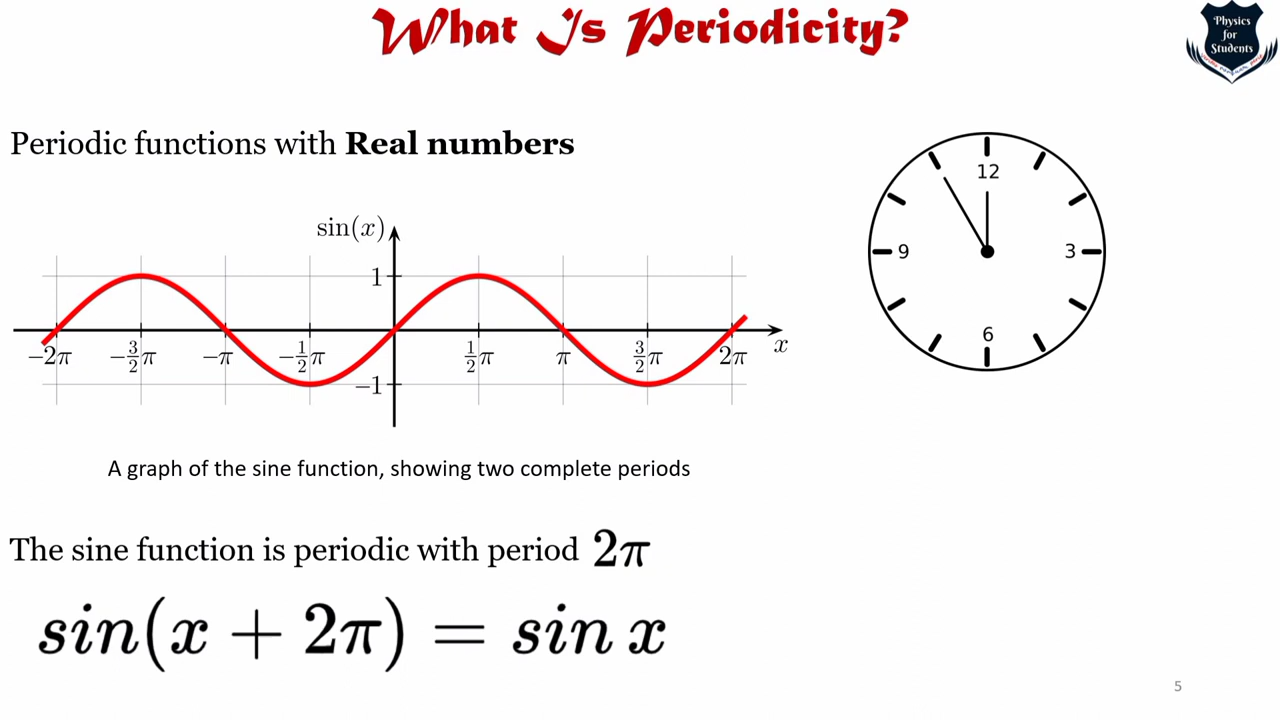 What Is Periodicity?
Physics
for
Students
Periodic functions with Real numbers
sin(x)
1
−2π −3/2π −π −1/2π 1/2π π 3/2π 2π x
−1
12
9 3
6
A graph of the sine function, showing two complete periods
The sine function is periodic with period 2π
sin(x + 2π) = sin x
5